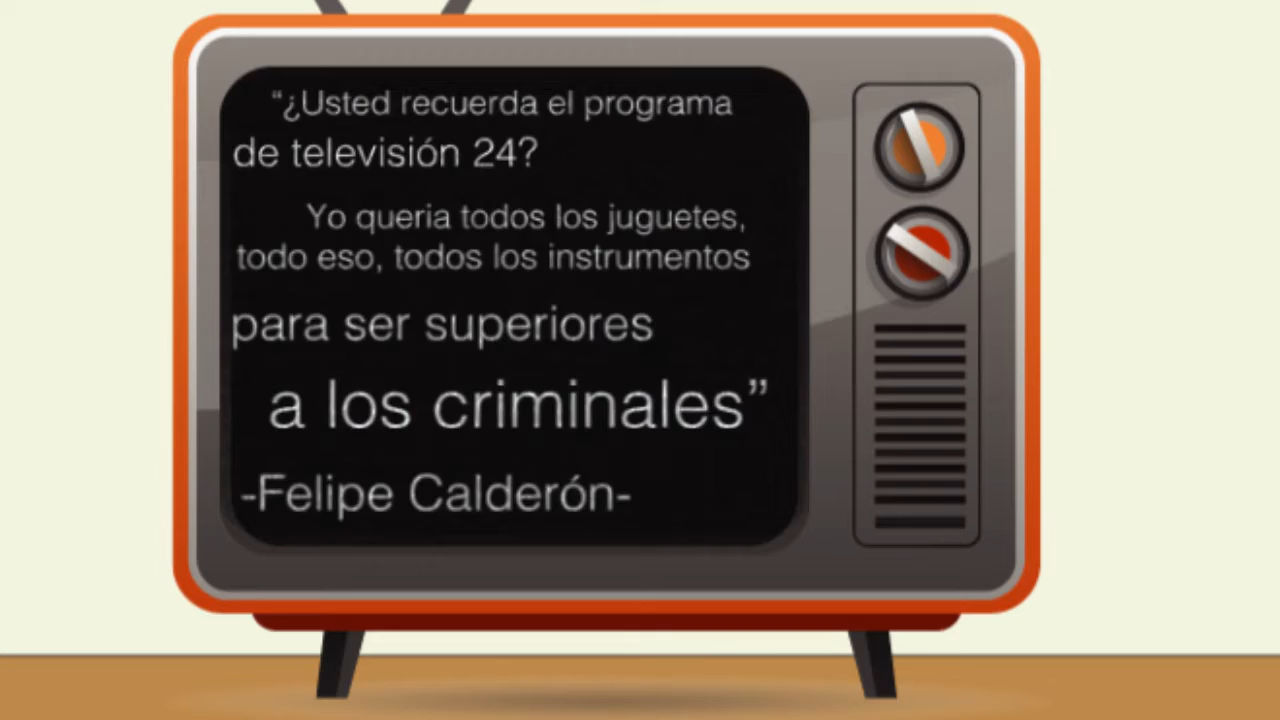 “¿Usted recuerda el programa
de televisión 24?
Yo queria todos los juguetes,
todo eso, todos los instrumentos
para ser superiores
a los criminales”
-Felipe Calderón-